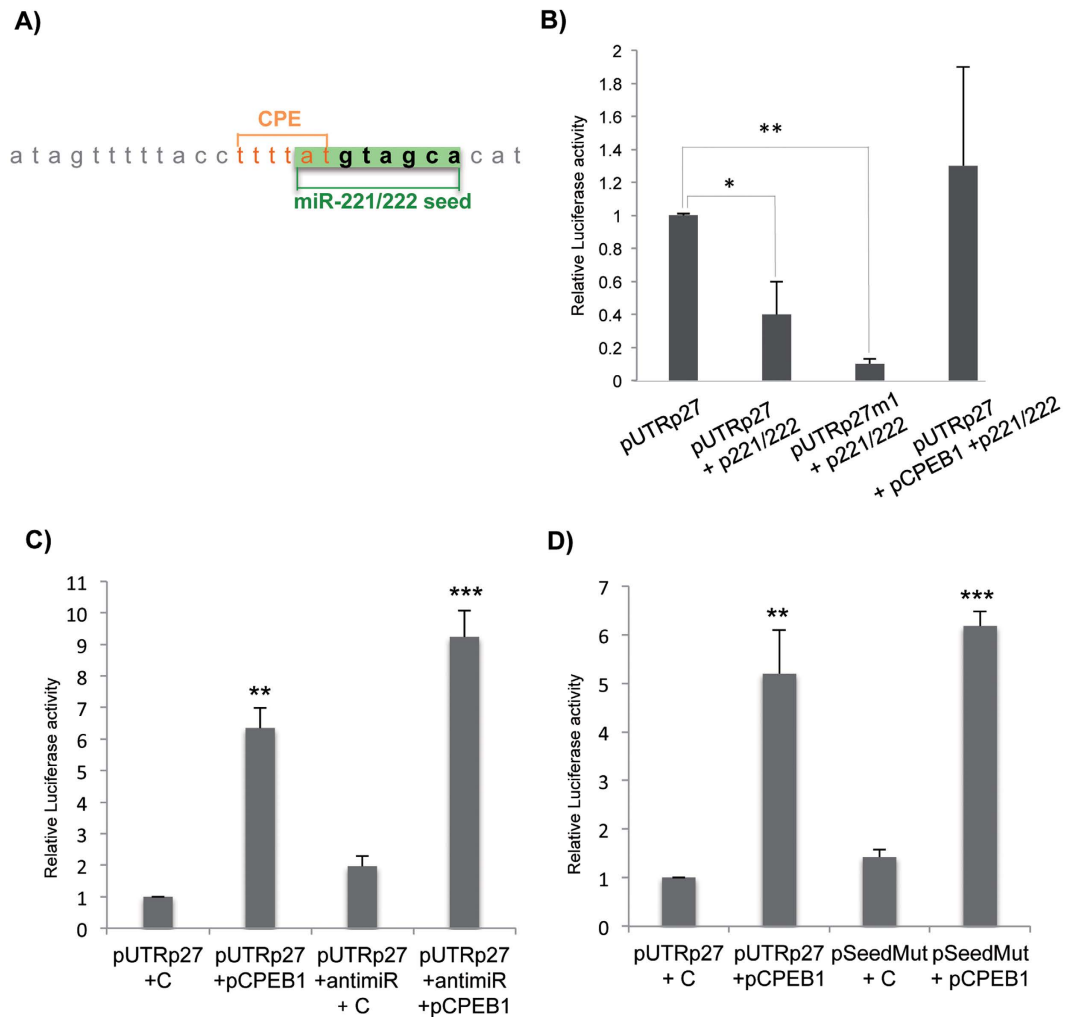 A)
CPE
a t a g t t t t t a c c t t t t a t g t a g c a c a t
miR-221/222 seed
B)
Relative Luciferase activity
2
1.8
1.6
1.4
1.2
1
0.8
0.6
0.4
0.2
0
**
*
pUTRp27
pUTRp27
+ p221/222
pUTRp27m1
+ p221/222
pUTRp27
+ pCPEB1 +p221/222
C)
Relative Luciferase activity
11
10
9
8
7
6
5
4
3
2
1
0
**
***
pUTRp27
+C
pUTRp27
+pCPEB1
pUTRp27
+antimiR
+ C
pUTRp27
+antimiR
+pCPEB1
D)
Relative Luciferase activity
7
6
5
4
3
2
1
0
**
***
pUTRp27
+ C
pUTRp27
+pCPEB1
pSeedMut
+ C
pSeedMut
+ pCPEB1